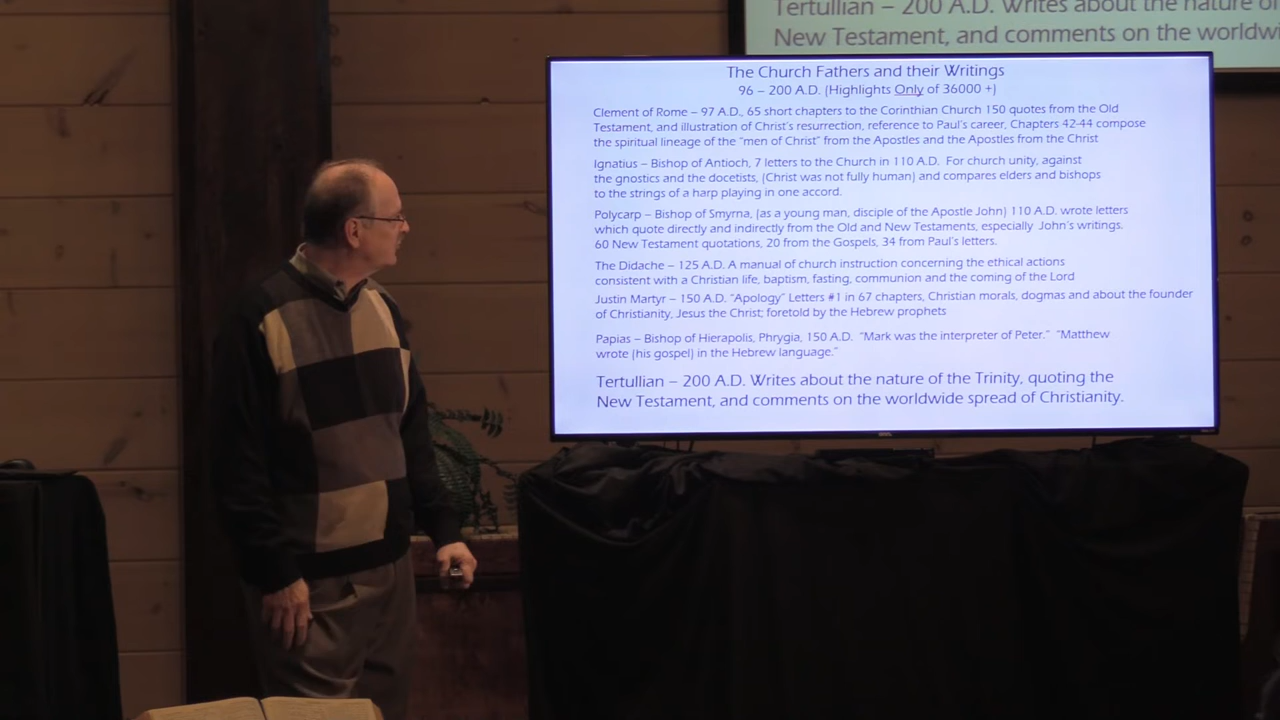 Tertullian – 200 A.D. Writes about the nature of
New Testament, and comments on the worldwi
The Church Fathers and their Writings
96 – 200 A.D. (Highlights Only of 36000 +)
Clement of Rome – 97 A.D., 65 short chapters to the Corinthian Church 150 quotes from the Old
Testament, and illustration of Christ's resurrection, reference to Paul's career, Chapters 42-44 compose
the spiritual lineage of the "men of Christ" from the Apostles and the Apostles from the Christ
Ignatius – Bishop of Antioch, 7 letters to the Church in 110 A.D. For church unity, against
the gnostics and the docetists, (Christ was not fully human) and compares elders and bishops
to the strings of a harp playing in one accord.
Polycarp – Bishop of Smyrna, (as a young man, disciple of the Apostle John) 110 A.D. wrote letters
which quote directly and indirectly from the Old and New Testaments, especially John's writings.
60 New Testament quotations, 20 from the Gospels, 34 from Paul's letters.
The Didache – 125 A.D. A manual of church instruction concerning the ethical actions
consistent with a Christian life, baptism, fasting, communion and the coming of the Lord
Justin Martyr – 150 A.D. "Apology" Letters #1 in 67 chapters, Christian morals, dogmas and about the founder
of Christianity, Jesus the Christ; foretold by the Hebrew prophets
Papias – Bishop of Hierapolis, Phrygia, 150 A.D. "Mark was the interpreter of Peter." "Matthew
wrote (his gospel) in the Hebrew language."
Tertullian – 200 A.D. Writes about the nature of the Trinity, quoting the
New Testament, and comments on the worldwide spread of Christianity.